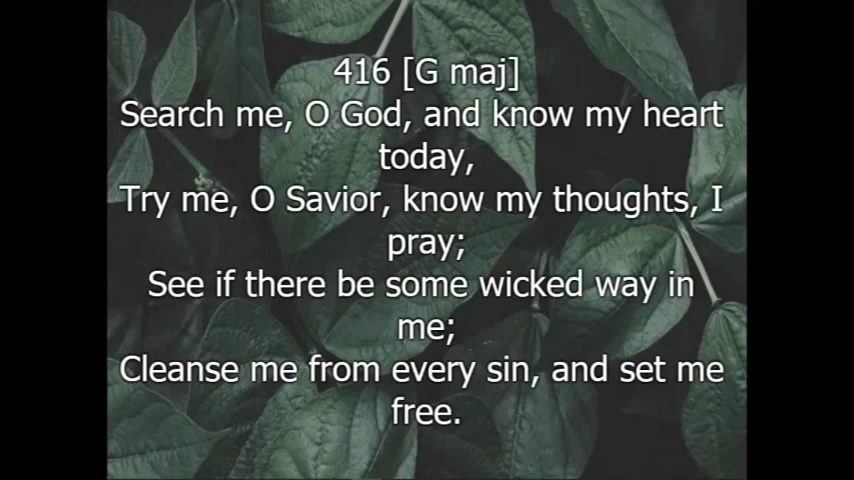 416 [G maj]
Search me, O God, and know my heart
today,
Try me, O Savior, know my thoughts, I
pray;
See if there be some wicked way in
me;
Cleanse me from every sin, and set me
free.